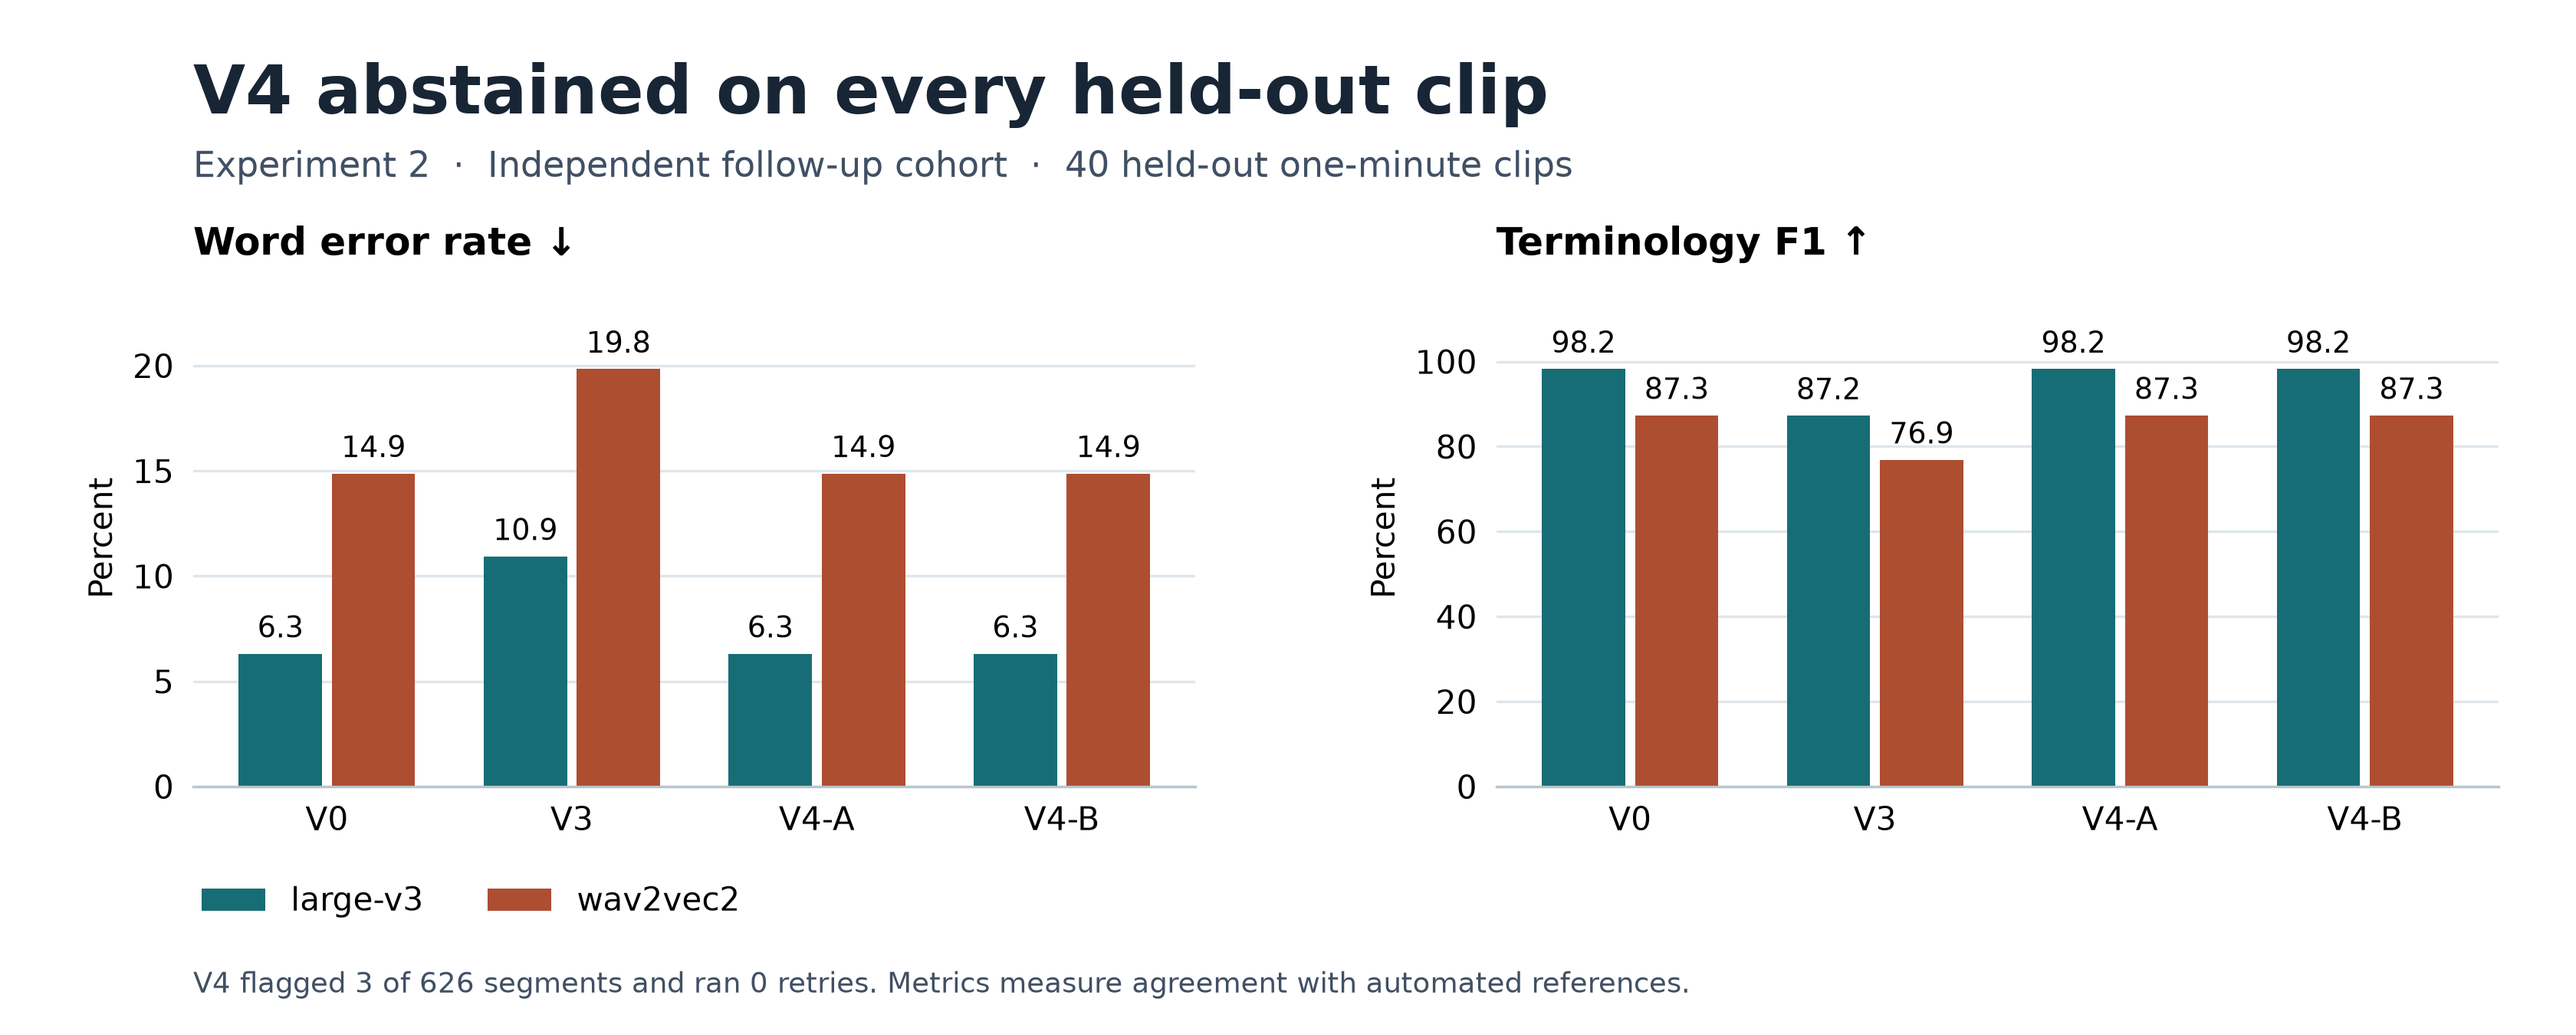 V4 abstained on every held-out clip
Experiment 2 · Independent follow-up cohort · 40 held-out one-minute clips
Word error rate ↓
Percent
20
15
10
5
0
6.3
14.9
10.9
19.8
6.3
14.9
6.3
14.9
V0
V3
V4-A
V4-B
Terminology F1 ↑
Percent
100
80
60
40
20
0
98.2
87.3
87.2
76.9
98.2
87.3
98.2
87.3
V0
V3
V4-A
V4-B
large-v3
wav2vec2
V4 flagged 3 of 626 segments and ran 0 retries. Metrics measure agreement with automated references.